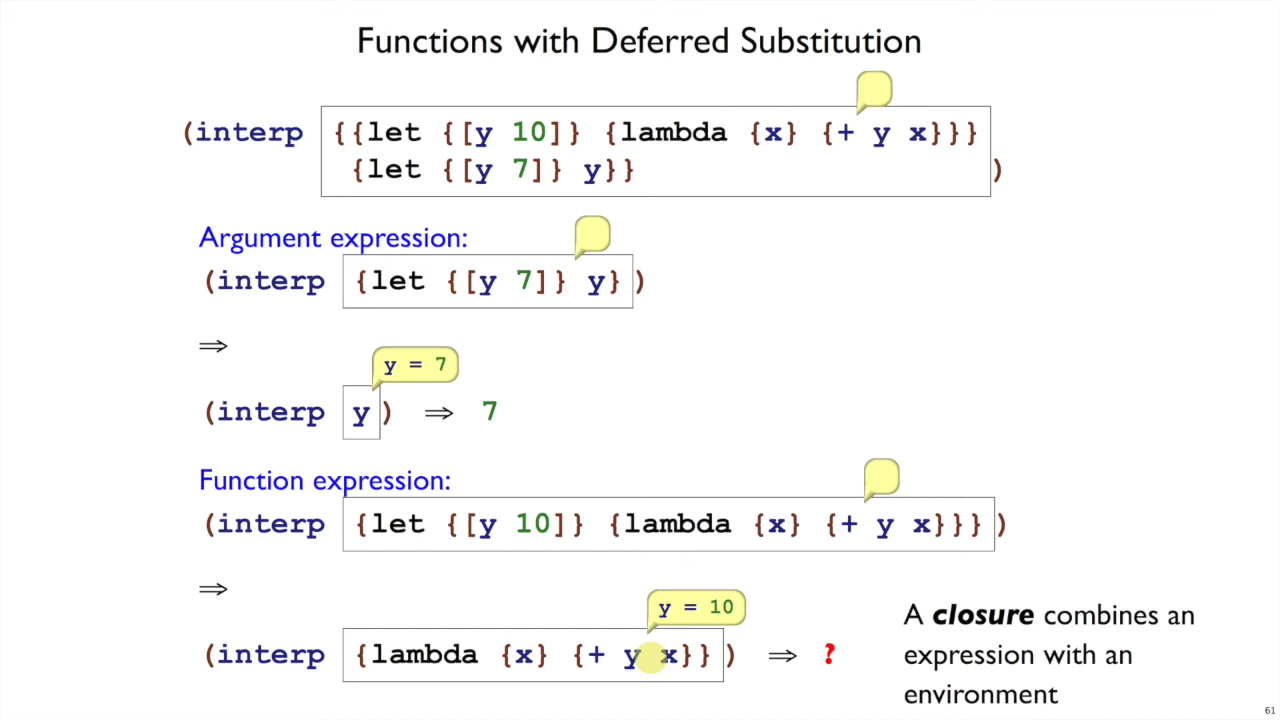 Functions with Deferred Substitution
(interp {{let {[y 10]} {lambda {x} {+ y x}}}
{let {[y 7]} y}} )
Argument expression:
(interp {let {[y 7]} y} )
⇒
y = 7
(interp y ) ⇒ 7
Function expression:
(interp {let {[y 10]} {lambda {x} {+ y x}}} )
⇒
y = 10
(interp {lambda {x} {+ y x}} ) ⇒ ?
A closure combines an
expression with an
environment
61